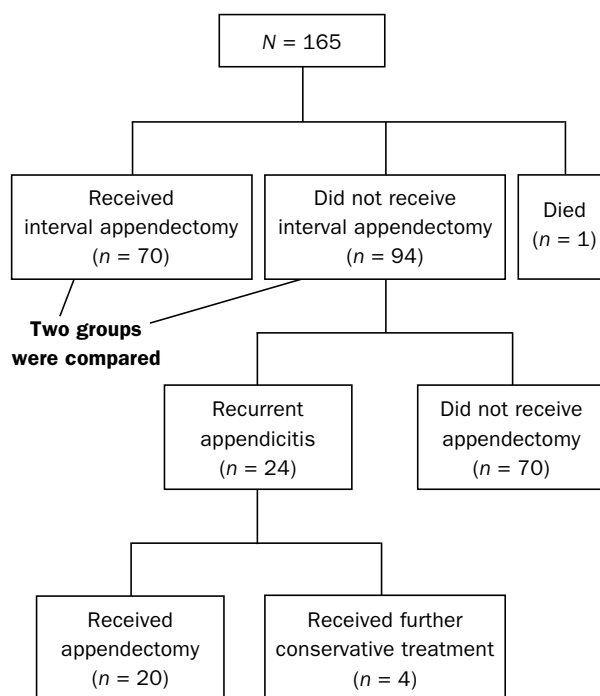 N = 165
Received
interval appendectomy
(n = 70)
Did not receive
interval appendectomy
(n = 94)
Died
(n = 1)
Two groups
were compared
Recurrent
appendicitis
(n = 24)
Did not receive
appendectomy
(n = 70)
Received
appendectomy
(n = 20)
Received further
conservative treatment
(n = 4)